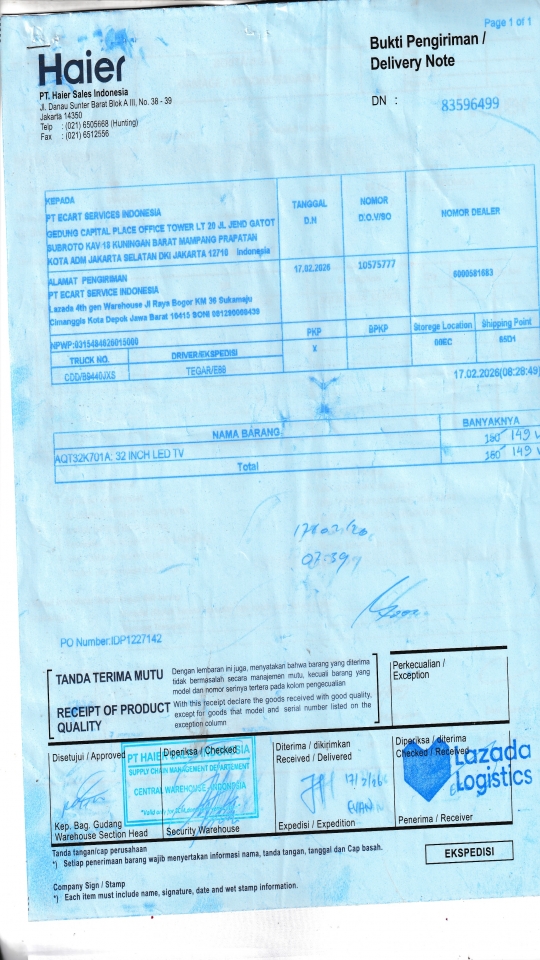 Page 1 of 1
Haier
Bukti Pengiriman /
Delivery Note
PT. Haier Sales Indonesia
Jl. Danau Sunter Barat Blok A III, No. 38 - 39
Jakarta 14350
Telp : (021) 6505668 (Hunting)
Fax : (021) 6512556
DN : 83596499
KEPADA
PT ECART SERVICES INDONESIA
GEDUNG CAPITAL PLACE OFFICE TOWER LT 20 JL JEND GATOT
SUBROTO KAV 18 KUNINGAN BARAT MAMPANG PRAPATAN
KOTA ADM JAKARTA SELATAN DKI JAKARTA 12710 Indonesia
TANGGAL
D.N
NOMOR
D.O.V/SO
NOMOR DEALER
ALAMAT PENGIRIMAN
PT ECART SERVICE INDONESIA
Lazada 4th gen Warehouse Jl Raya Bogor KM 36 Sukamaju
Cimanggis Kota Depok Jawa Barat 16415 SONI
17.02.2026
10575777
NPWP:
PKP
BPKP
Storege Location
Shipping Point
TRUCK NO.
DRIVER/EKSPEDISI
X
TEGAR/EBB
17.02.2026(08:28:49)
NAMA BARANG
BANYAKNYA
AQT32K701A: 32 INCH LED TV
149
Total
149
PO Number:IDP1227142
TANDA TERIMA MUTU
Dengan lembaran ini juga, menyatakan bahwa barang yang diterima
tidak bermasalah secara manajemen mutu, kecuali barang yang
model dan nomor serinya tertera pada kolom pengecualian
RECEIPT OF PRODUCT
QUALITY
With this receipt declare the goods received with good quality,
except for goods that model and serial number listed on the
exception column
Perkecualian /
Exception
Disetujui / Approved
Diperiksa / Checked
Diterima / dikirimkan
Received / Delivered
Diperiksa / diterima
Checked / Received
SUPPLY CHAIN MANAGEMENT DEPARTEMENT
CENTRAL WAREHOUSE - INDONESIA
Lazada
Logistics
EVAN
Kep. Bag. Gudang
Warehouse Section Head
Security Warehouse
Expedisi / Expedition
Penerima / Receiver
Tanda tangan/cap perusahaan
*) Setiap penerimaan barang wajib menyertakan informasi nama, tanda tangan, tanggal dan Cap basah.
EKSPEDISI
Company Sign / Stamp
*) Each item must include name, signature, date and wet stamp information.